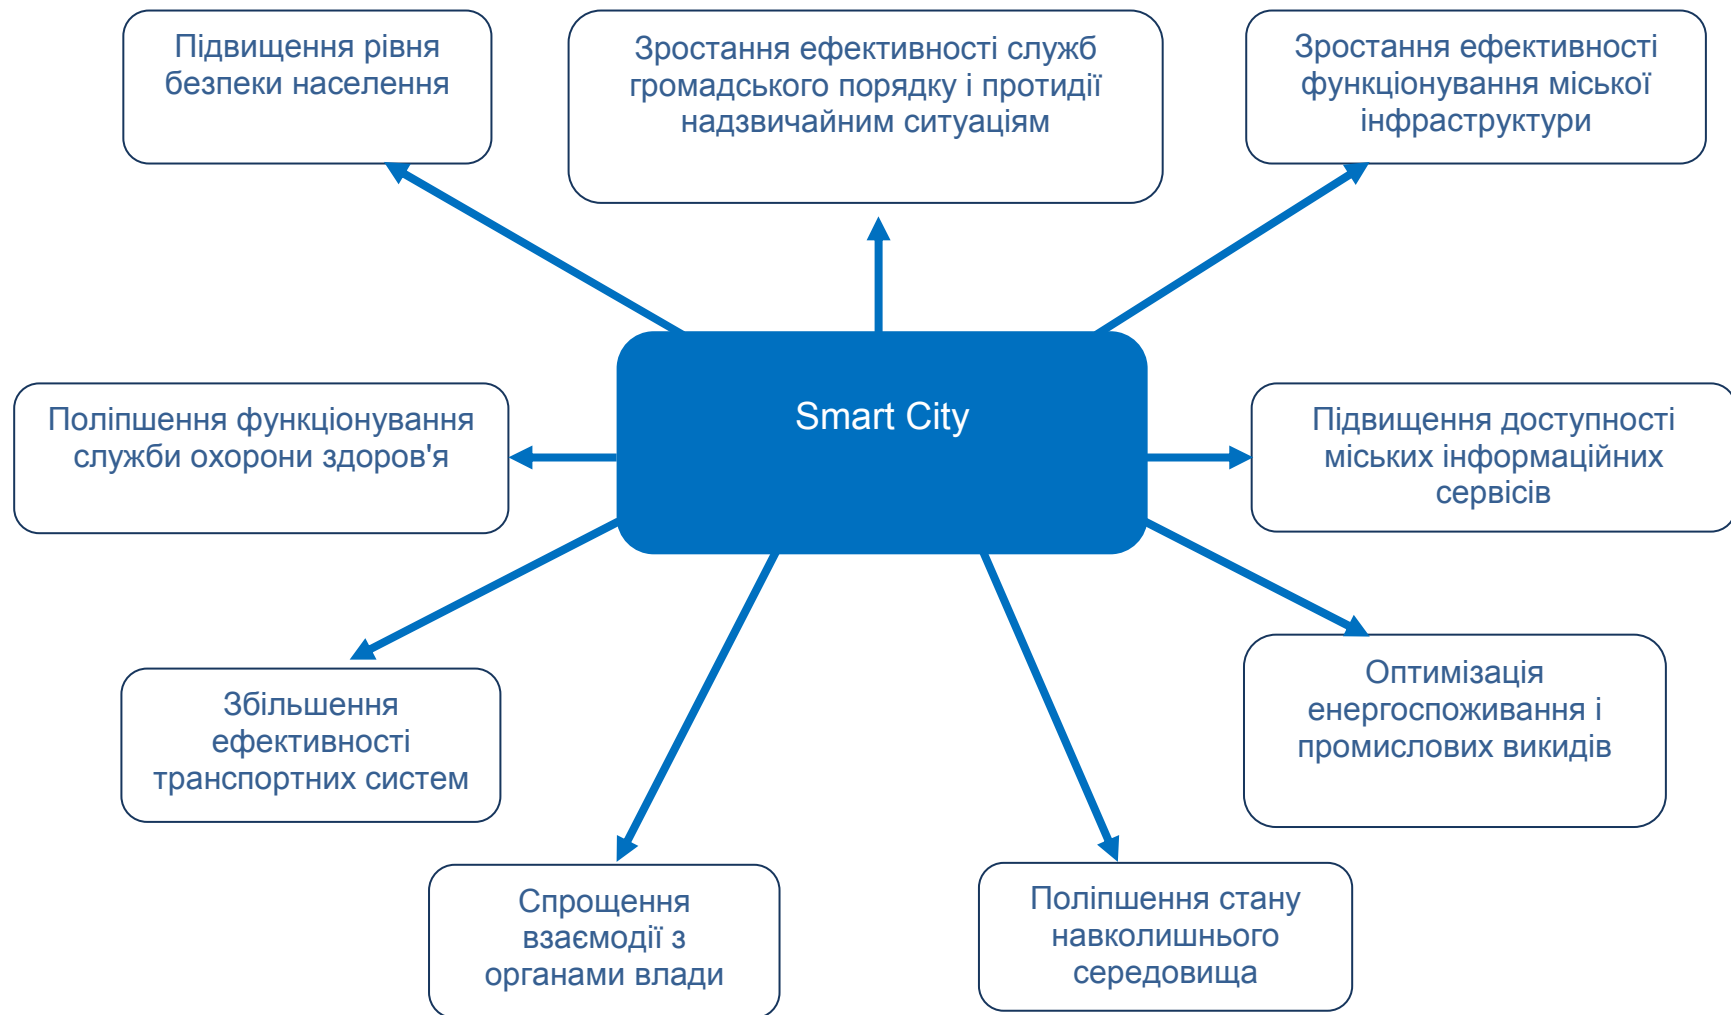 Підвищення рівня
безпеки населення
Зростання ефективності служб
громадського порядку і протидії
надзвичайним ситуаціям
Зростання ефективності
функціонування міської
інфраструктури
Поліпшення функціонування
служби охорони здоров'я
Smart City
Підвищення доступності
міських інформаційних
сервісів
Збільшення
ефективності
транспортних систем
Оптимізація
енергоспоживання і
промислових викидів
Спрощення
взаємодії з
органами влади
Поліпшення стану
навколишнього
середовища